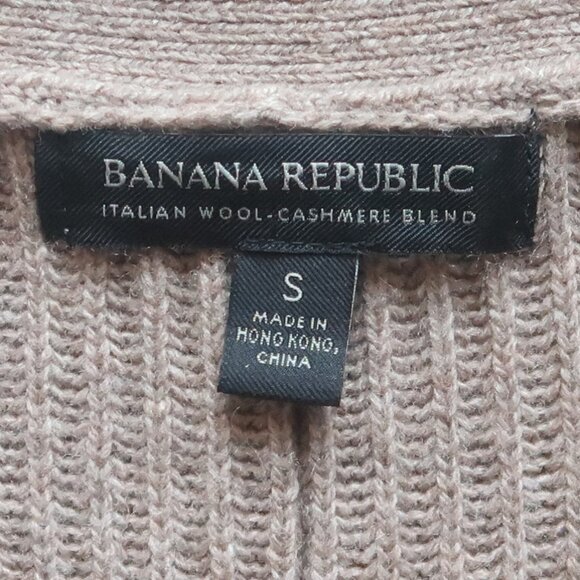 BANANA REPUBLIC
ITALIAN WOOL-CASHMERE BLEND
S
MADE IN
HONG KONG,
CHINA